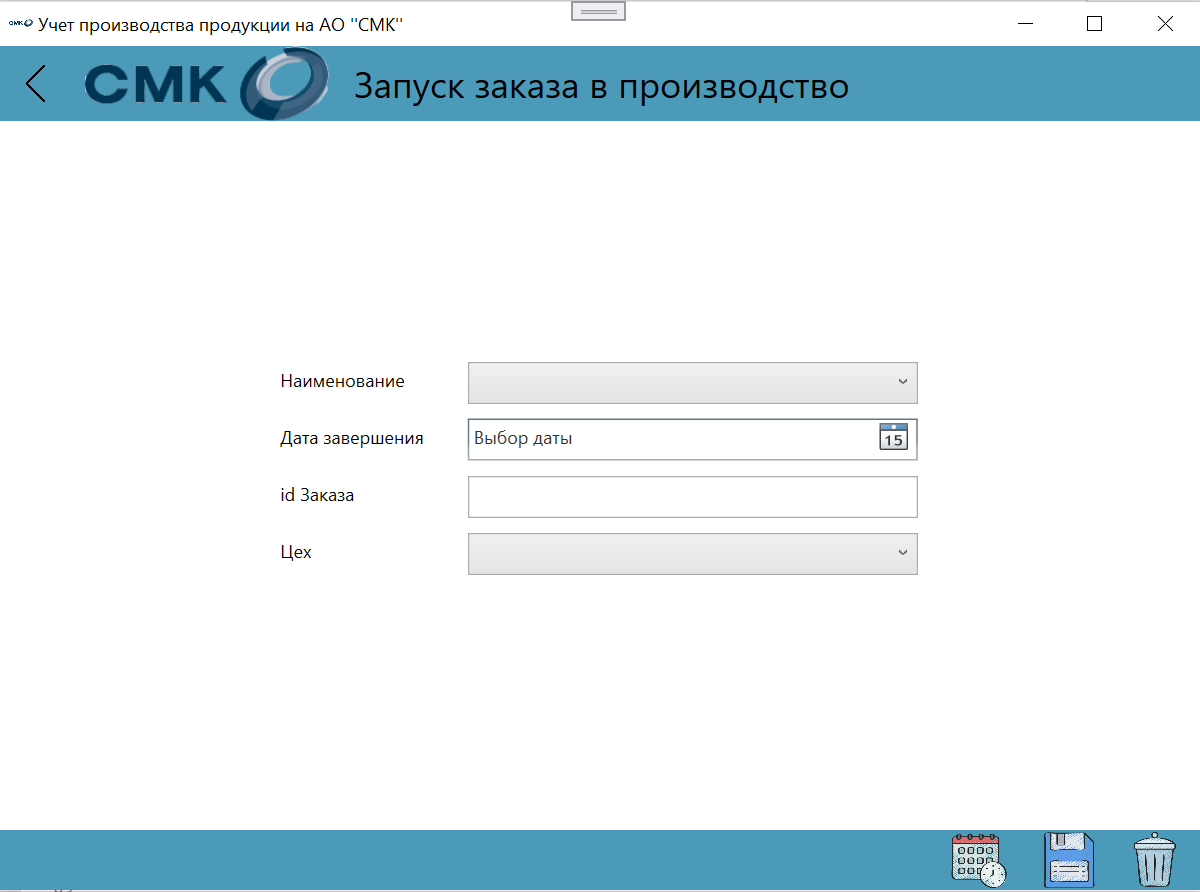 СМК Учет производства продукции на АО "СМК"
СМК Запуск заказа в производство
Наименование
Дата завершения Выбор даты 15
id Заказа
Цех